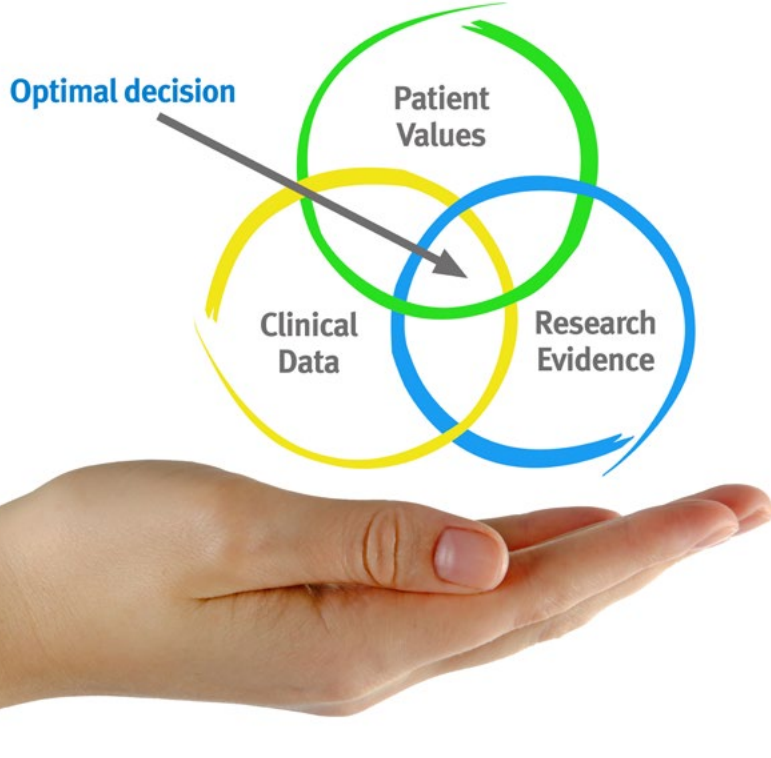 Optimal decision
Patient
Values
Clinical
Data
Research
Evidence